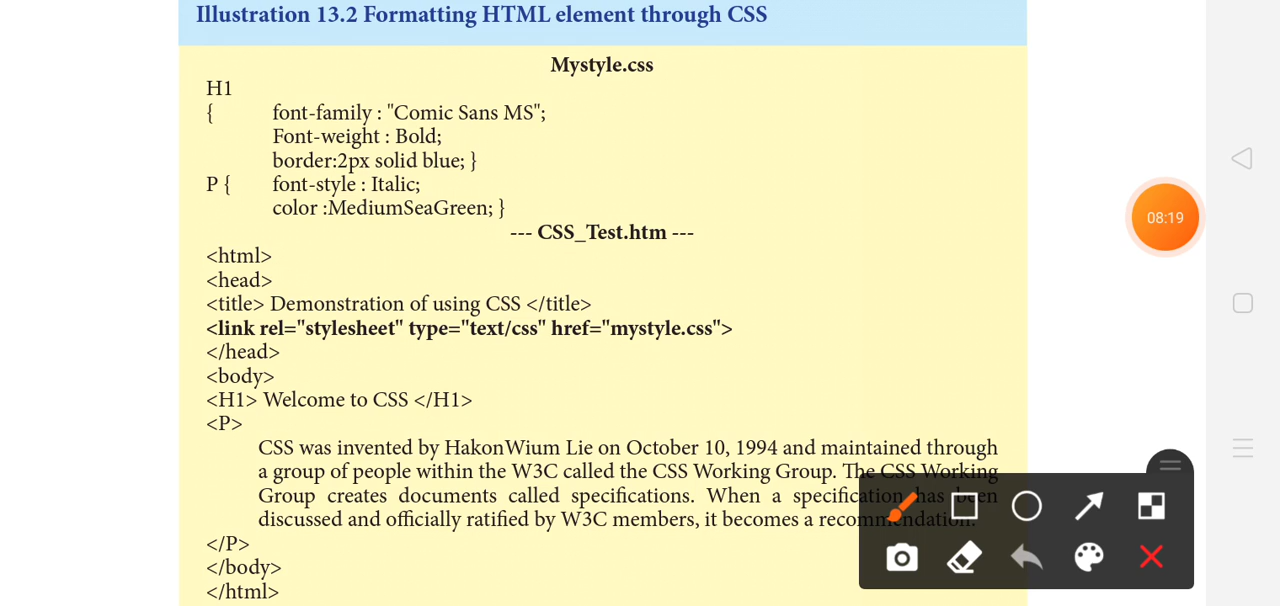 Illustration 13.2 Formatting HTML element through CSS
Mystyle.css
H1
{ font-family : "Comic Sans MS";
Font-weight : Bold;
border:2px solid blue; }
P { font-style : Italic;
color :MediumSeaGreen; }
--- CSS_Test.htm ---
<html>
<head>
<title> Demonstration of using CSS </title>
<link rel="stylesheet" type="text/css" href="mystyle.css">
</head>
<body>
<H1> Welcome to CSS </H1>
<P>
CSS was invented by HakonWium Lie on October 10, 1994 and maintained through
a group of people within the W3C called the CSS Working Group. The CSS Working
Group creates documents called specifications. When a specification has been
discussed and officially ratified by W3C members, it becomes a recommendation.
</P>
</body>
</html>
08:19